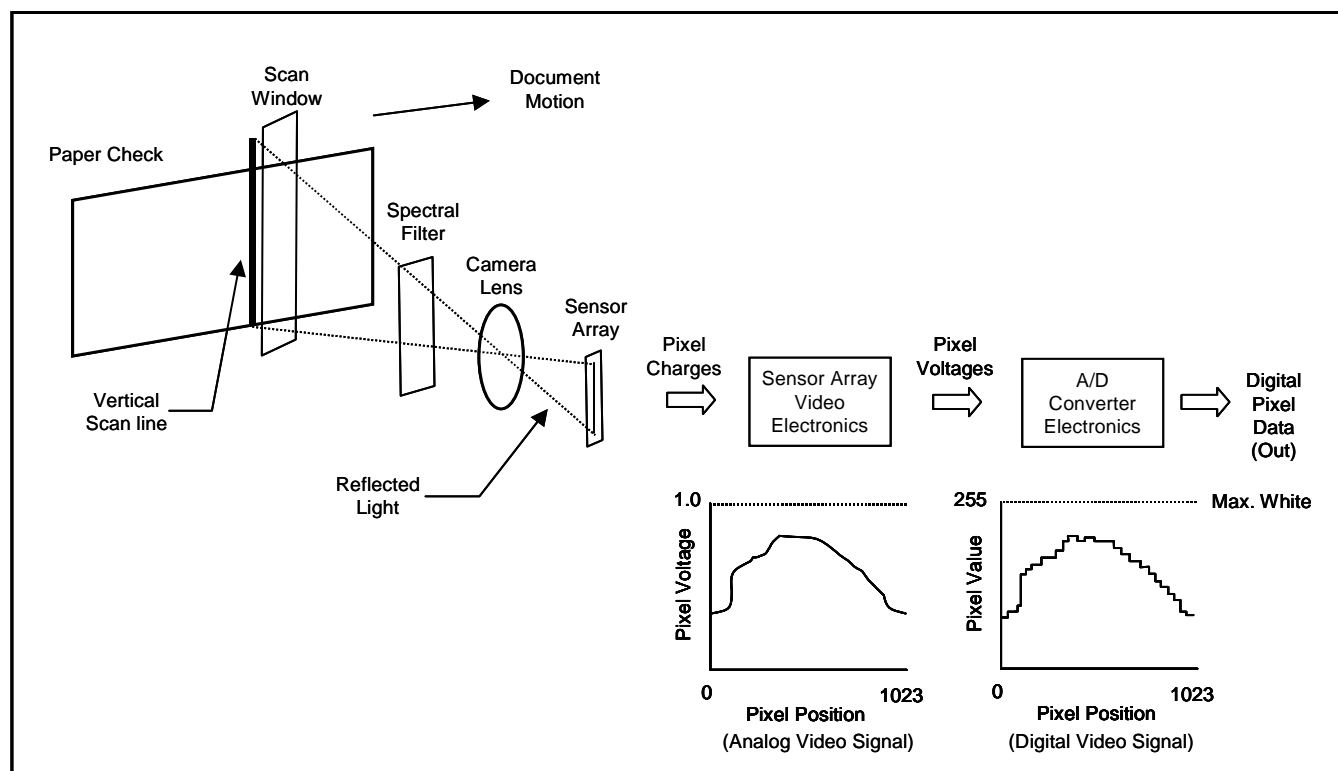 Scan
Window
Document
Motion
Paper Check
Spectral
Filter
Camera
Lens
Sensor
Array
Vertical
Scan line
Reflected
Light
Pixel
Charges
Sensor Array
Video
Electronics
Pixel
Voltages
A/D
Converter
Electronics
Digital
Pixel
Data
(Out)
1.0
Pixel Voltage
0
1023
Pixel Position
(Analog Video Signal)
255
Max. White
Pixel Value
0
1023
Pixel Position
(Digital Video Signal)